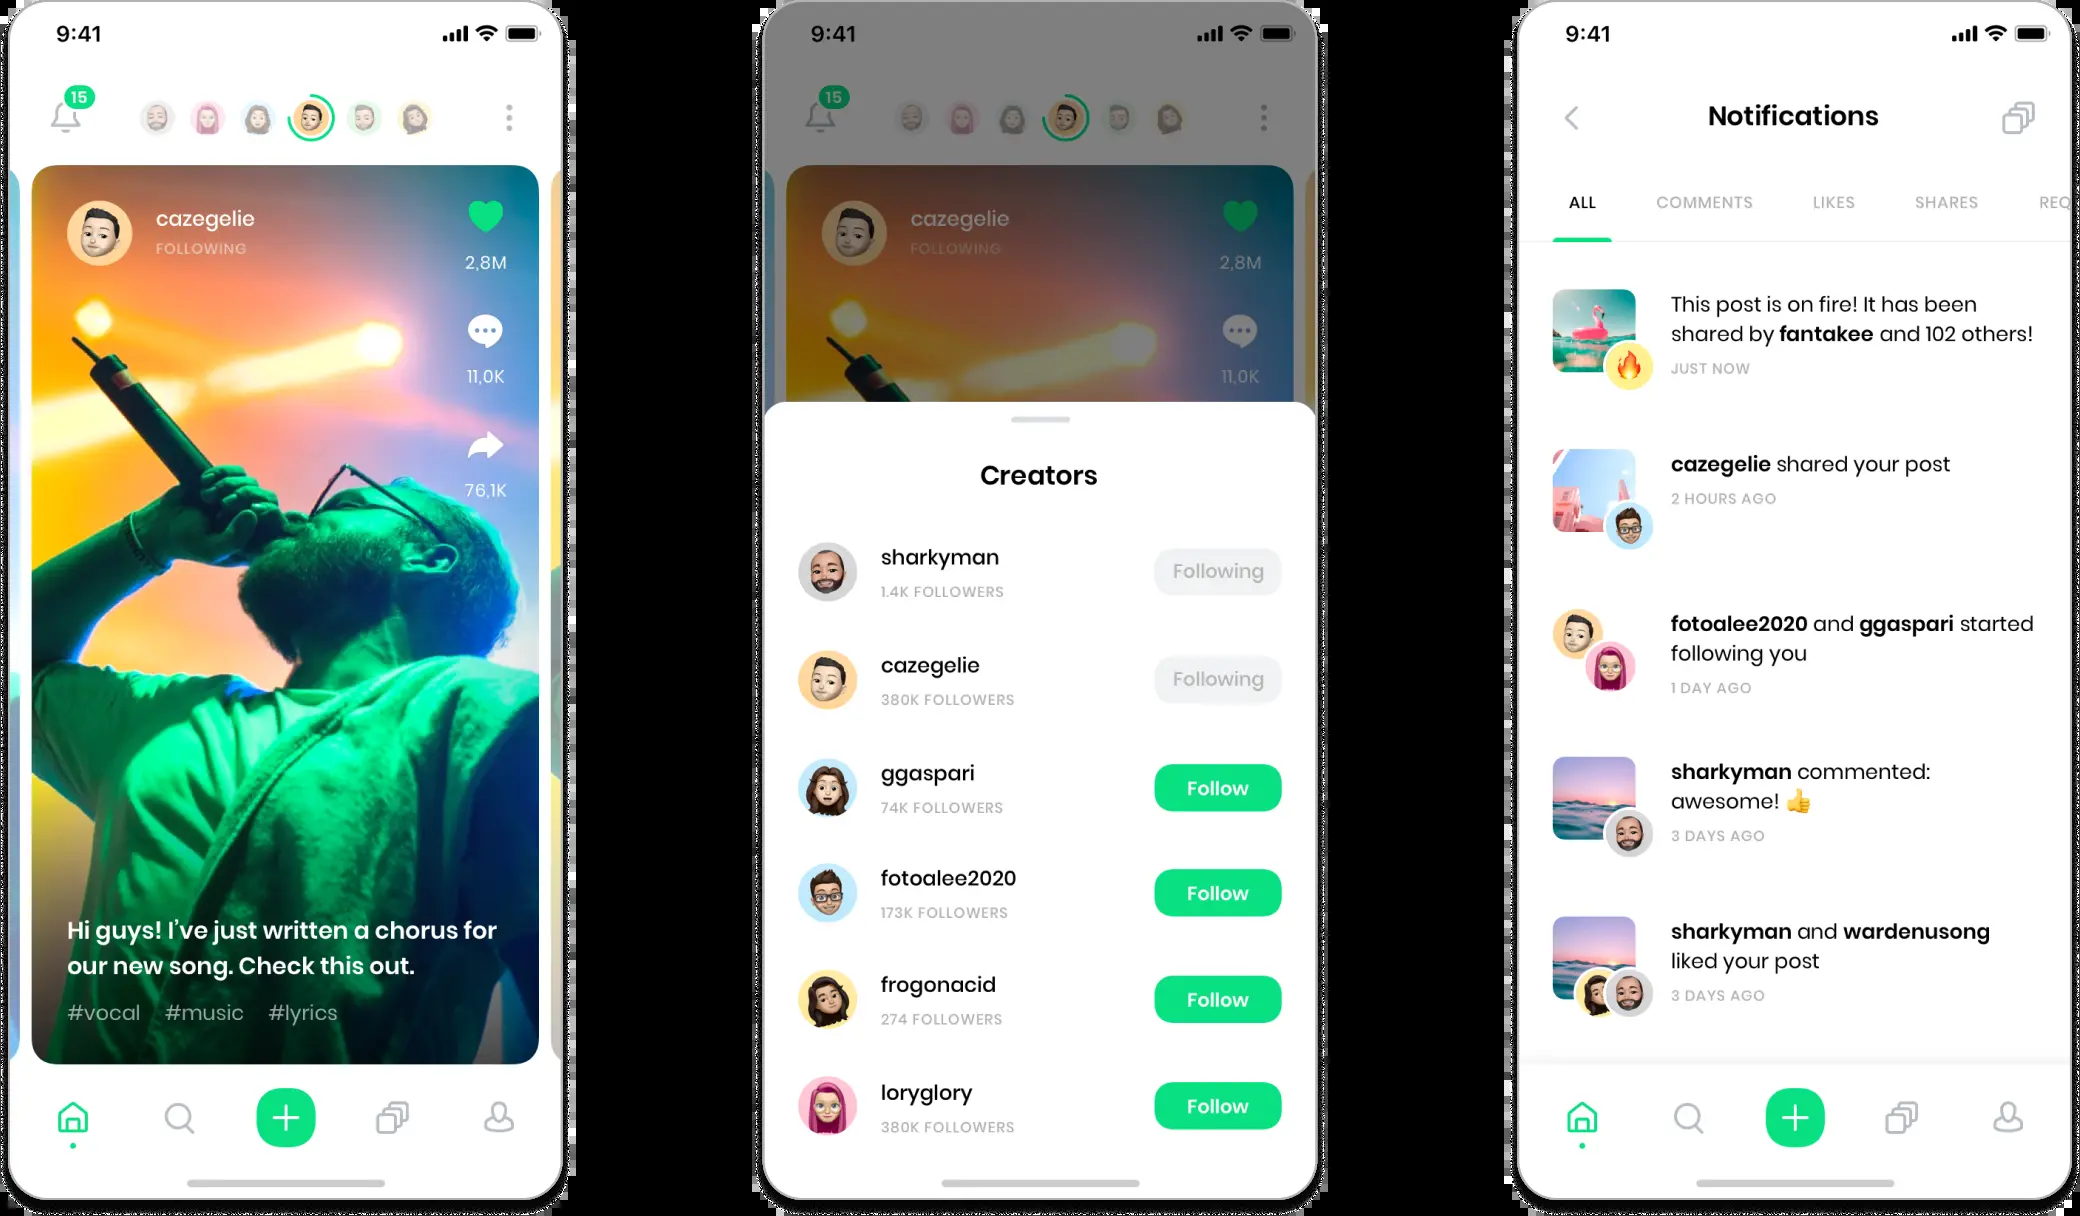 9:41
15
cazegelie
FOLLOWING
2,8M
11,0K
76,1K
Hi guys! I've just written a chorus for
our new song. Check this out.
#vocal #music #lyrics
9:41
15
cazegelie
FOLLOWING
2,8M
11,0K
Creators
sharkyman
1.4K FOLLOWERS
Following
cazegelie
380K FOLLOWERS
Following
ggaspari
74K FOLLOWERS
Follow
fotoalee2020
173K FOLLOWERS
Follow
frogonacid
274 FOLLOWERS
Follow
loryglory
380K FOLLOWERS
Follow
9:41
Notifications
ALL COMMENTS LIKES SHARES REQ
This post is on fire! It has been
shared by fantakee and 102 others!
JUST NOW
cazegelie shared your post
2 HOURS AGO
fotoalee2020 and ggaspari started
following you
1 DAY AGO
sharkyman commented:
awesome! 👍
3 DAYS AGO
sharkyman and wardenusong
liked your post
3 DAYS AGO